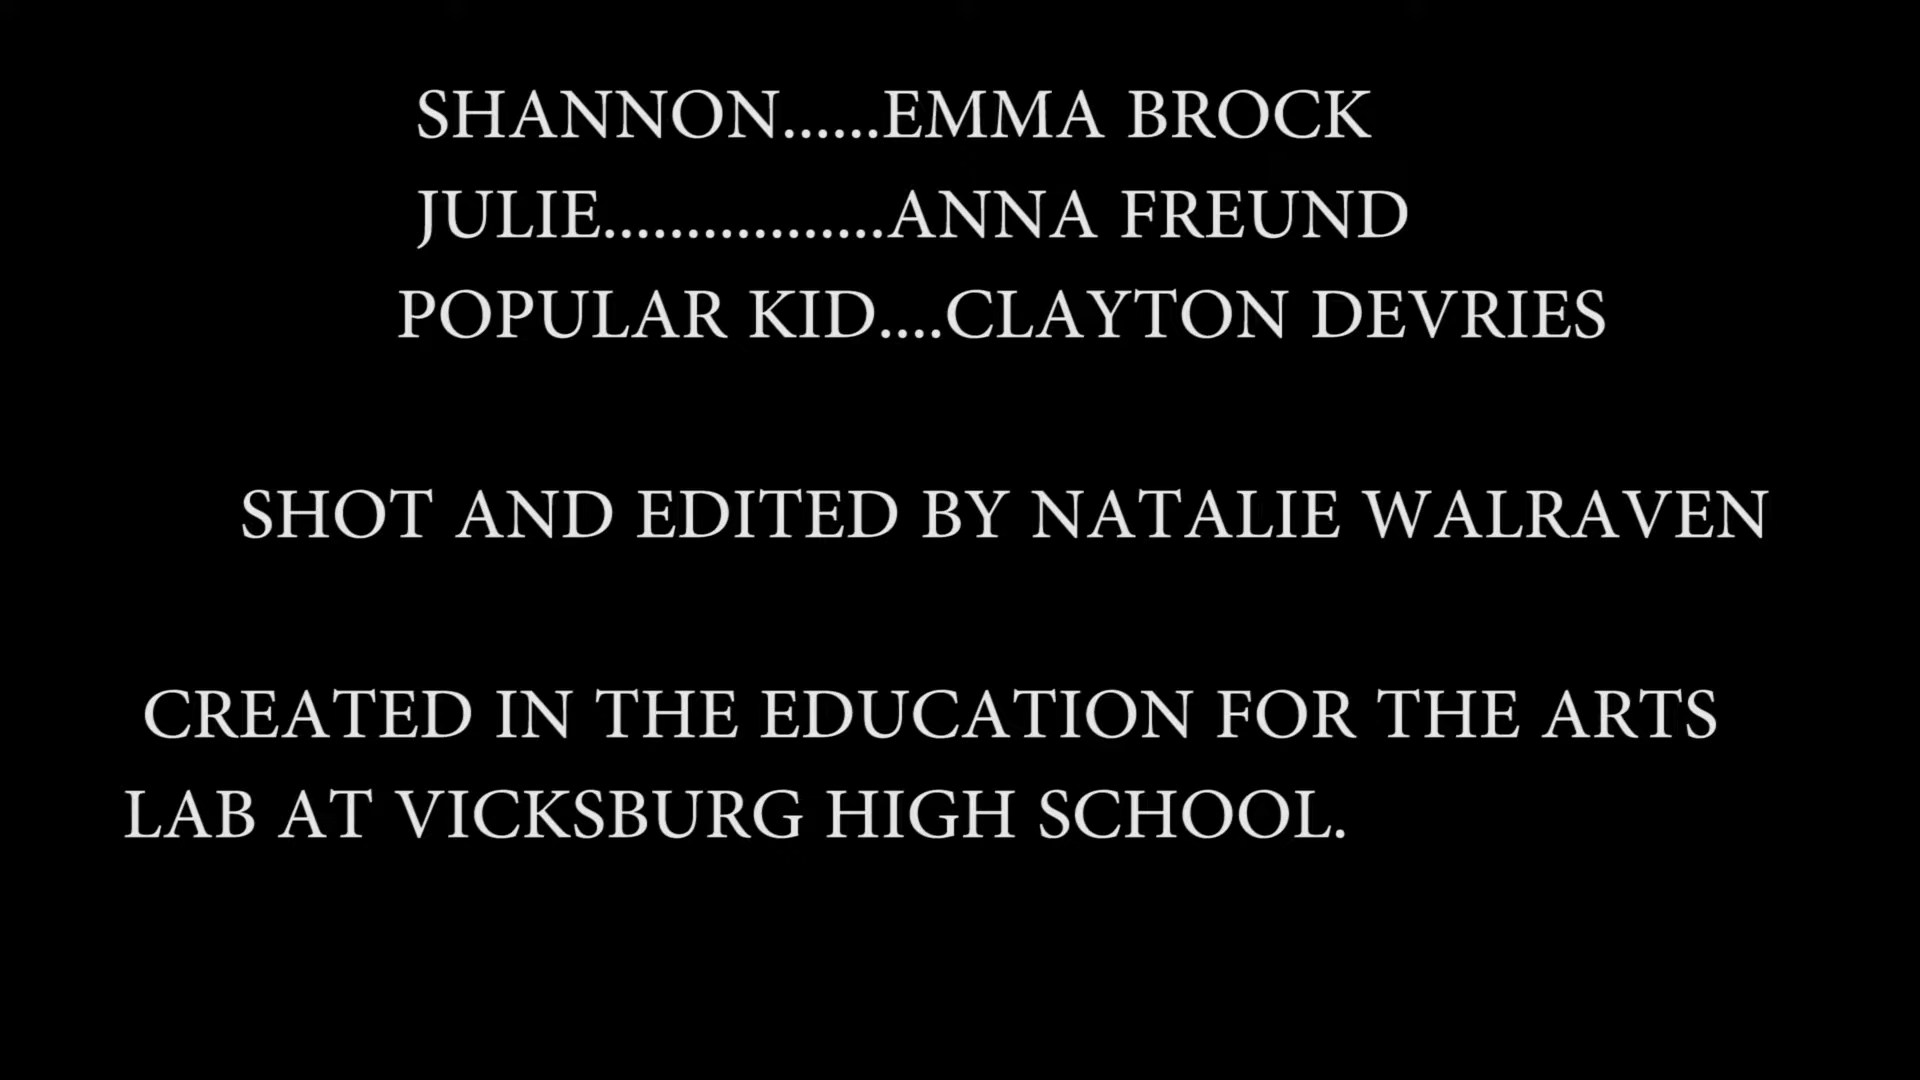 SHANNON......EMMA BROCK
JULIE.................ANNA FREUND
POPULAR KID....CLAYTON DEVRIES
SHOT AND EDITED BY NATALIE WALRAVEN
CREATED IN THE EDUCATION FOR THE ARTS
LAB AT VICKSBURG HIGH SCHOOL.